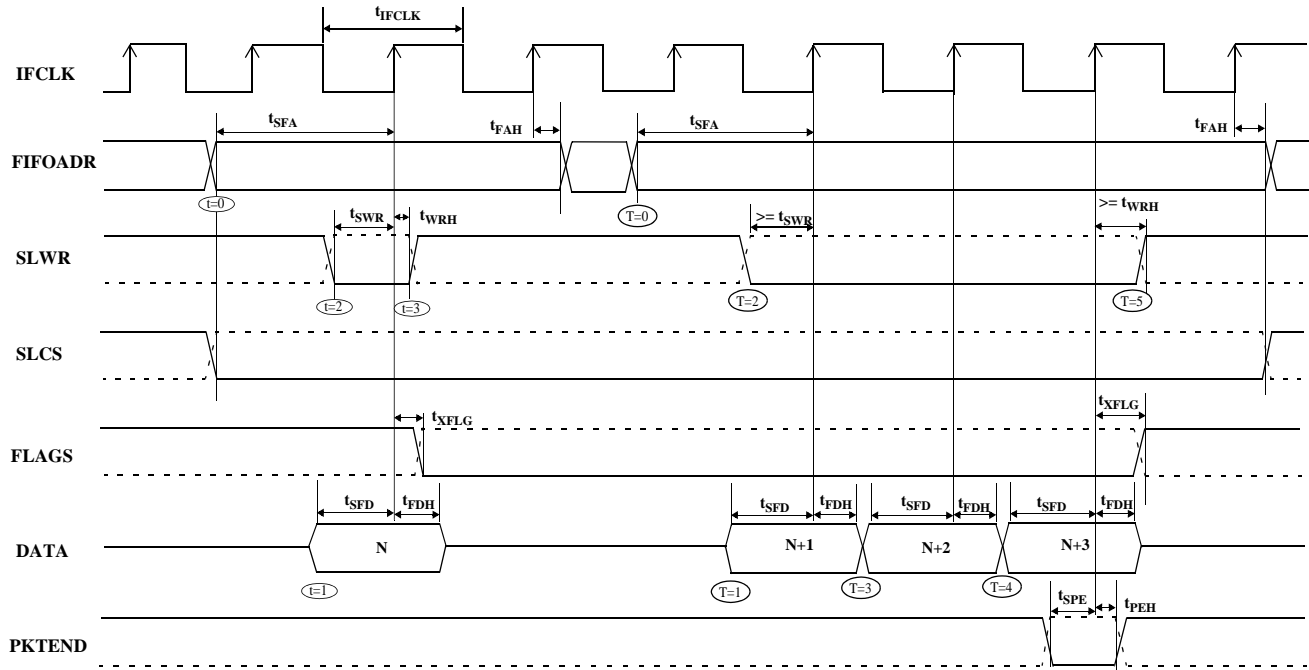 tIFCLK
IFCLK
tSFA
tFAH
tSFA
tFAH
FIFOADR
t=0
T=0
tSWR
tWRH
>= tSWR
>= tWRH
SLWR
t=2
t=3
T=2
T=5
SLCS
tXFLG
tXFLG
FLAGS
tSFD
tFDH
tSFD
tFDH
tSFD
tFDH
tSFD
tFDH
DATA
N
N+1
N+2
N+3
t=1
T=1
T=3
T=4
tSPE
tPEH
PKTEND